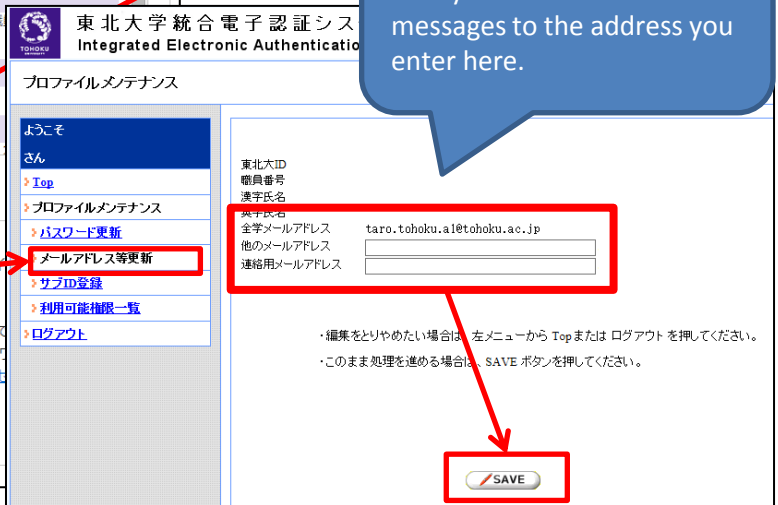 東北大学統合電子認証シス
Integrated Electronic Authenticatio
TOHOKU
messages to the address you
enter here.
プロファイルメンテナンス
ようこそ
さん
Top
プロファイルメンテナンス
パスワード更新
メールアドレス等更新
サブID登録
利用可能権限一覧
ログアウト
東北大ID
職員番号
漢字氏名
英字氏名
全学メールアドレス taro.tohoku.a1@tohoku.ac.jp
他のメールアドレス
連絡用メールアドレス
・編集をとりやめたい場合は、左メニューから Topまたは ログアウト を押してください。
・このまま処理を進める場合は、SAVE ボタンを押してください。
SAVE